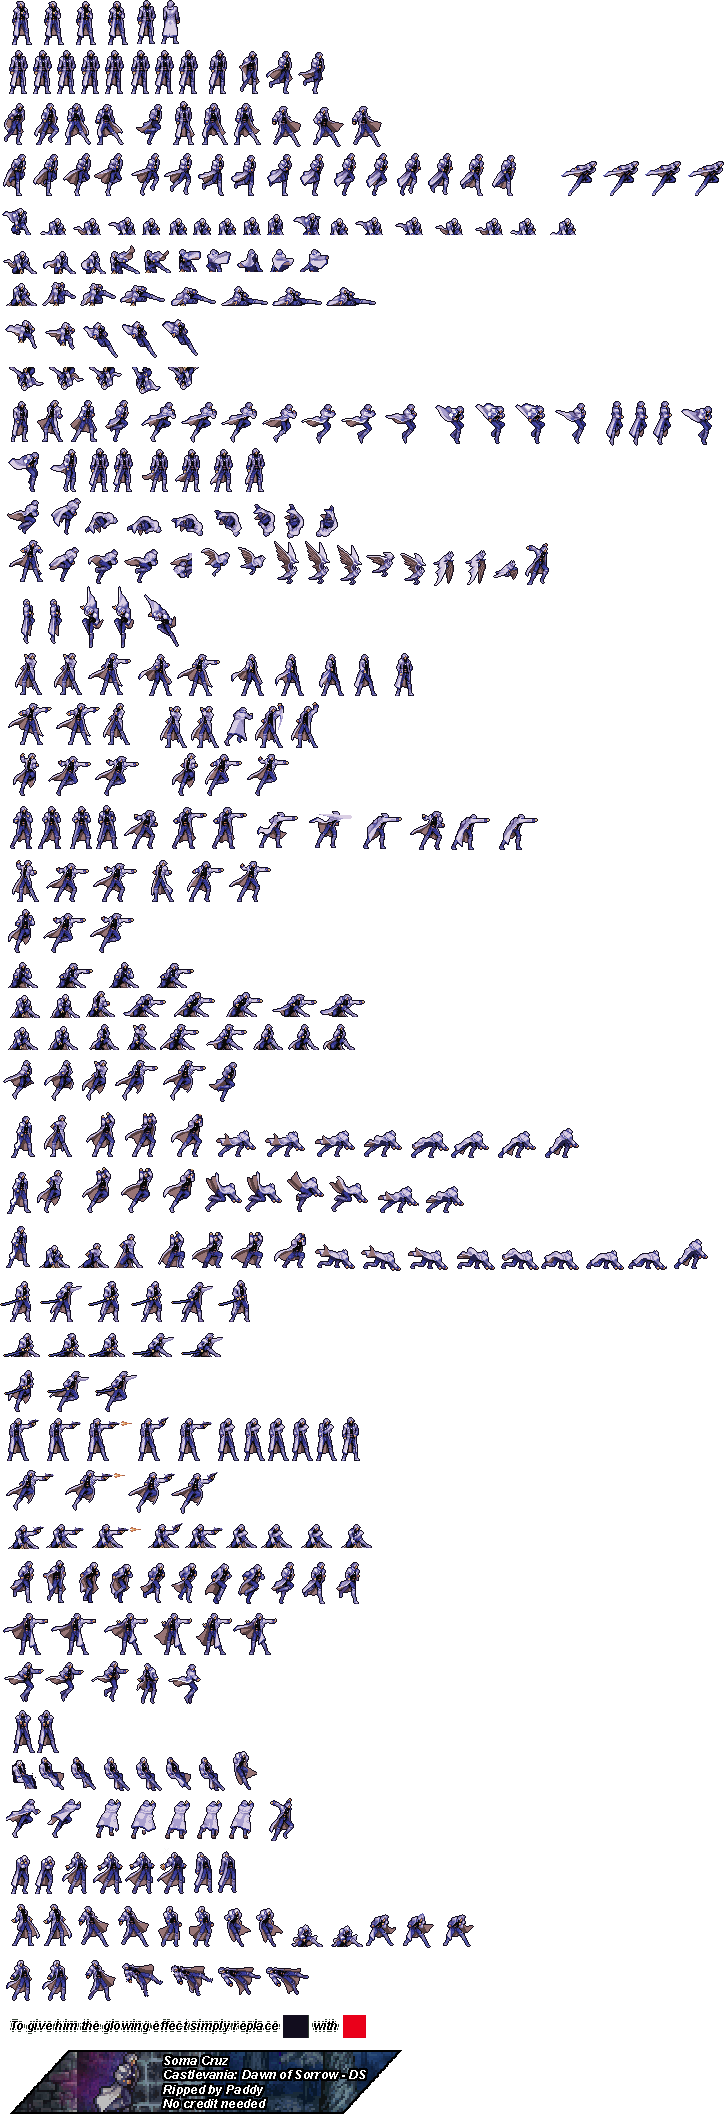 To give him the glowing effect simply replace with
Soma Cruz
Castlevania: Dawn of Sorrow - DS
Ripped by Paddy
No credit needed